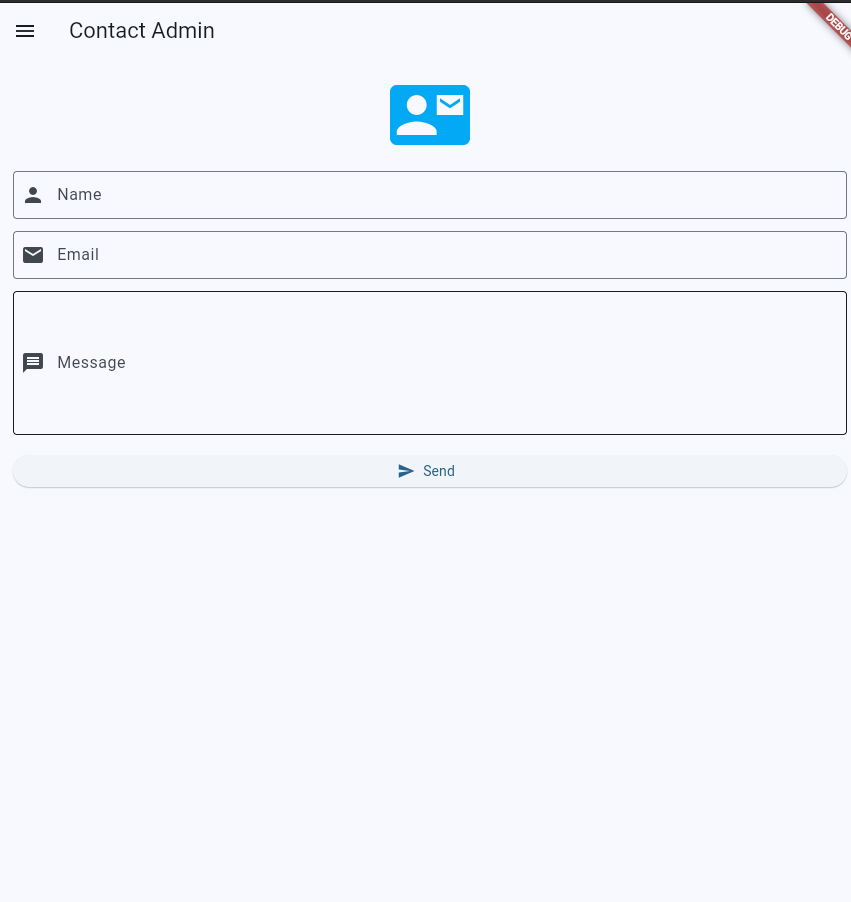 Contact Admin
DEBUG
Name
Email
Message
Send